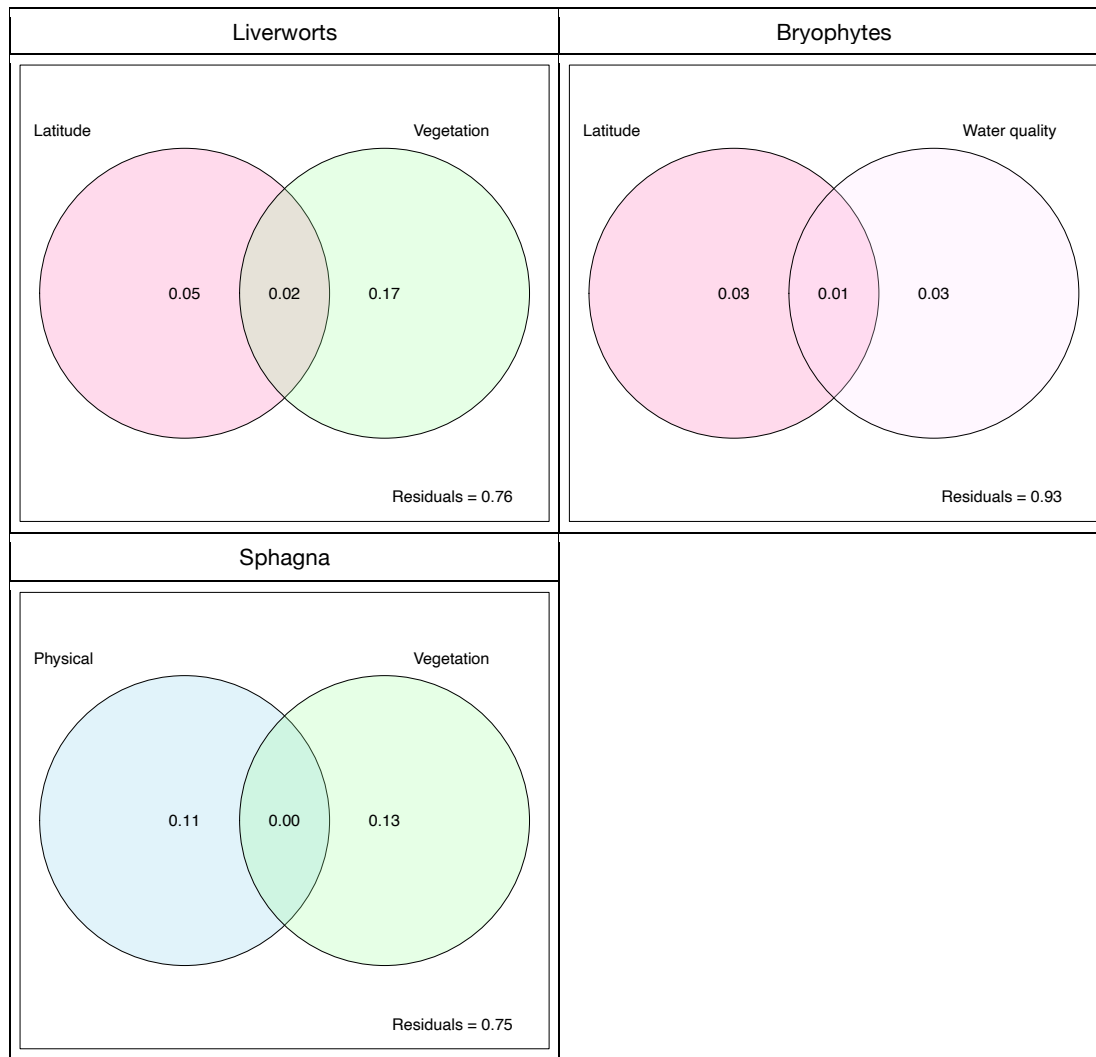 Liverworts
Latitude Vegetation
0.05 0.02 0.17
Residuals = 0.76
Bryophytes
Latitude Water quality
0.03 0.01 0.03
Residuals = 0.93
Sphagna
Physical Vegetation
0.11 0.00 0.13
Residuals = 0.75